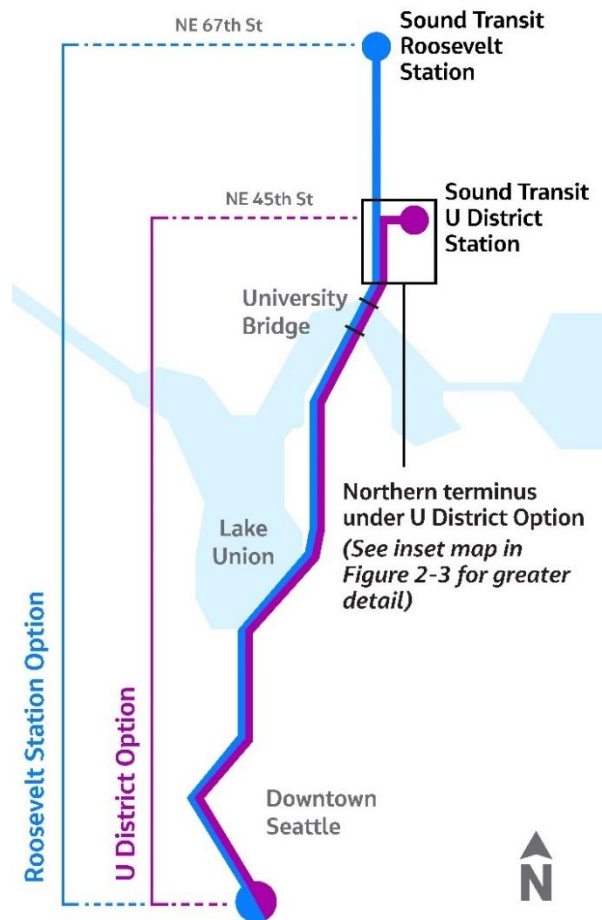 NE 67th St
Sound Transit
Roosevelt
Station
NE 45th St
Sound Transit
U District
Station
University
Bridge
Northern terminus
under U District Option
(See inset map in
Figure 2-3 for greater
detail)
Lake
Union
Roosevelt Station Option
U District Option
Downtown
Seattle
N